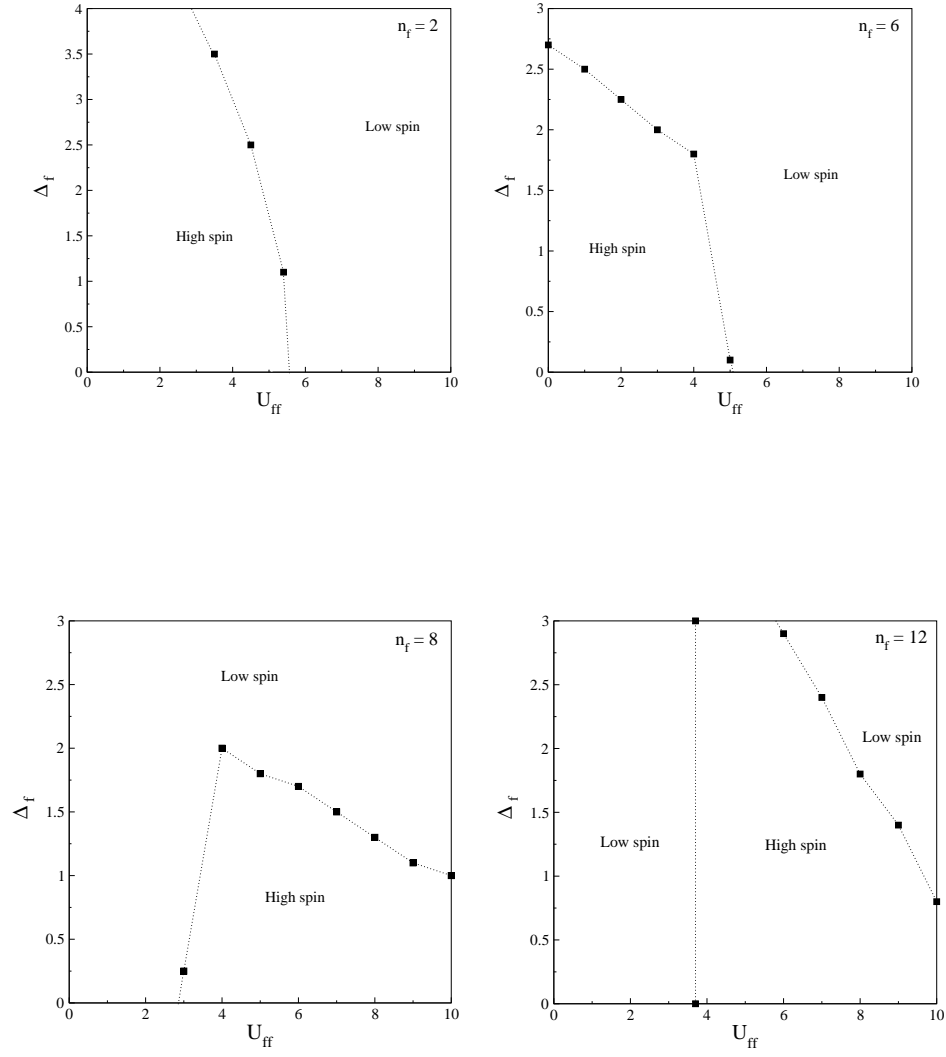 4
n_f = 2
3.5
3
Low spin
2.5
Δ_f
2
High spin
1.5
1
0.5
0
0 2 4 6 8 10
U_ff
3
n_f = 6
2.5
2
Δ_f
Low spin
1.5
High spin
1
0.5
0
0 2 4 6 8 10
U_ff
3
n_f = 8
Low spin
2.5
2
Δ_f
1.5
1
High spin
0.5
0
0 2 4 6 8 10
U_ff
3
n_f = 12
2.5
Low spin
2
Δ_f
1.5
Low spin High spin
1
0.5
0
0 2 4 6 8 10
U_ff